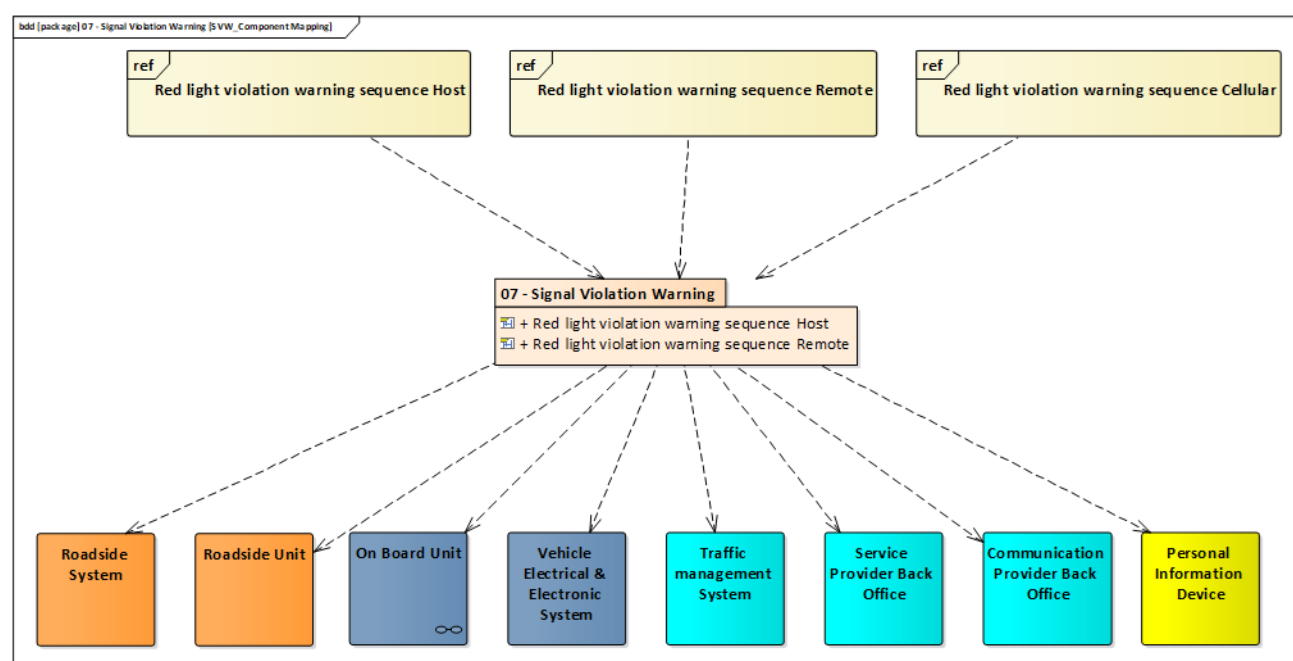 bdd [package] 07 - Signal Violation Warning [SVW_Component Mapping]
ref
Red light violation warning sequence Host
ref
Red light violation warning sequence Remote
ref
Red light violation warning sequence Cellular
07 - Signal Violation Warning
+ Red light violation warning sequence Host
+ Red light violation warning sequence Remote
Roadside
System
Roadside Unit
On Board Unit
Vehicle
Electrical &
Electronic
System
Traffic
management
System
Service
Provider Back
Office
Communication
Provider Back
Office
Personal
Information
Device